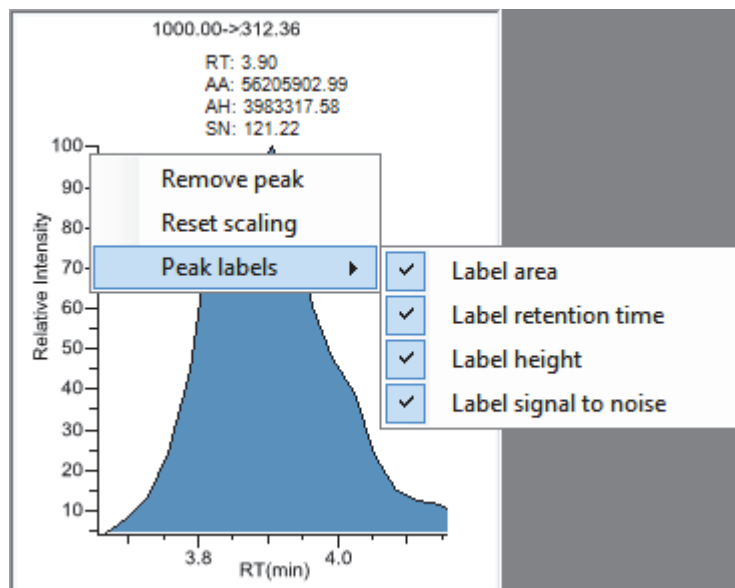 1000.00->312.36
RT: 3.90
AA: 56205902.99
AH: 3983317.58
SN: 121.22
100
90
80
70
60
50
40
30
20
10
Relative Intensity
Remove peak
Reset scaling
Peak labels
Label area
Label retention time
Label height
Label signal to noise
3.8
4.0
RT(min)